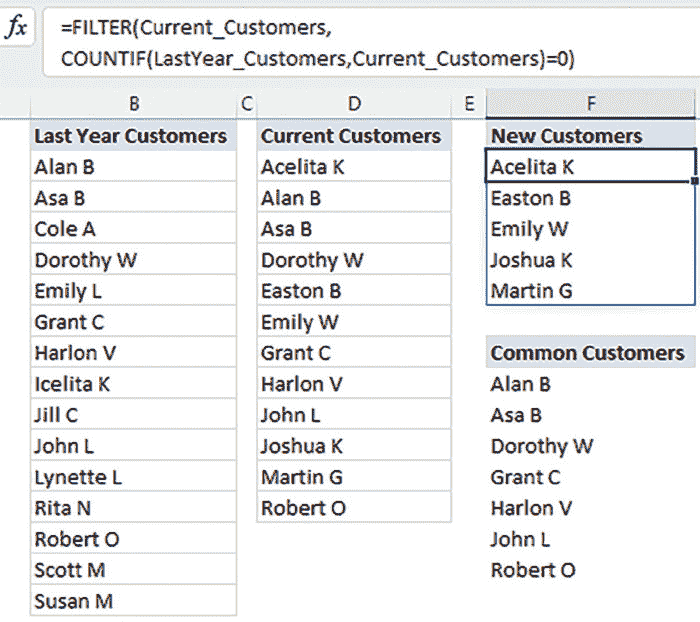 fx
=FILTER(Current_Customers,
COUNTIF(LastYear_Customers,Current_Customers)=0)
B C D E F
Last Year Customers Current Customers New Customers
Alan B Acelita K Acelita K
Asa B Alan B Easton B
Cole A Asa B Emily W
Dorothy W Dorothy W Joshua K
Emily L Easton B Martin G
Grant C Emily W
Harlon V Grant C Common Customers
Icelita K Harlon V Alan B
Jill C John L Asa B
John L Joshua K Dorothy W
Lynette L Martin G Grant C
Rita N Robert O Harlon V
Robert O John L
Scott M Robert O
Susan M